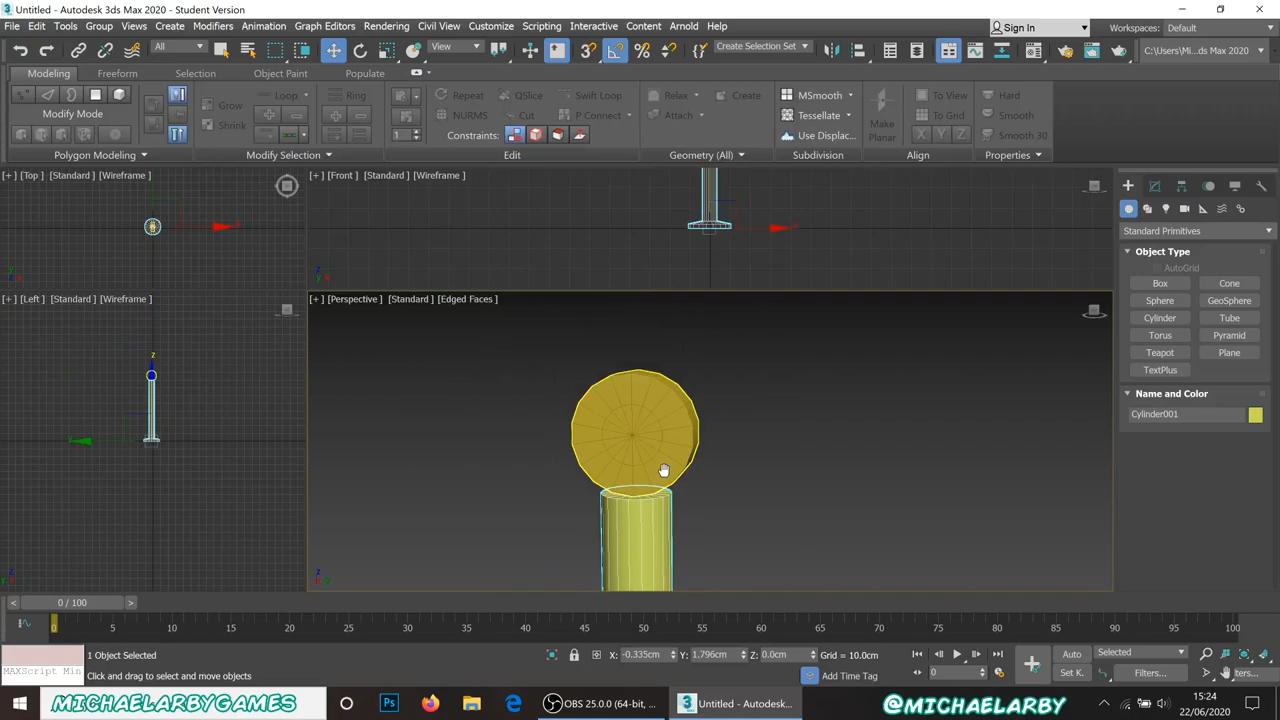 Untitled - Autodesk 3ds Max 2020 - Student Version
File Edit Tools Group Views Create Modifiers Animation Graph Editors Rendering Civil View Customize Scripting Interactive Content Arnold Help
Sign In
Workspaces: Default
All
View
Create Selection Set
C:\Users\Mi...ds Max 2020
Modeling Freeform Selection Object Paint Populate
Modify Mode
Grow
Shrink
Loop
Ring
1
Repeat QSlice Swift Loop
NURMS Cut P Connect
Constraints:
Relax Create
Attach
MSmooth
Tessellate
Use Displac...
Make Planar
To View
To Grid
X Y Z
Hard
Smooth
Smooth 30
Polygon Modeling Modify Selection Edit Geometry (All) Subdivision Align Properties
[+] [Top] [Standard] [Wireframe]
[+] [Front] [Standard] [Wireframe]
[+] [Left] [Standard] [Wireframe]
[+] [Perspective] [Standard] [Edged Faces]
Standard Primitives
Object Type
AutoGrid
Box Cone
Sphere GeoSphere
Cylinder Tube
Torus Pyramid
Teapot Plane
TextPlus
Name and Color
Cylinder001
< 0 / 100 >
0 5 10 15 20 25 30 35 40 45 50 55 60 65 70 75 80 85 90 95 100
MAXScript Min
1 Object Selected
Click and drag to select and move objects
X: -0.335cm Y: 1.796cm Z: 0.0cm Grid = 10.0cm
Add Time Tag
0
Auto
Set K.
Selected
Filters...
ters...
MICHAELARBYGAMES
OBS 25.0.0 (64-bit, ...
Untitled - Autodesk...
@MICHAELARBY
15:24
22/06/2020